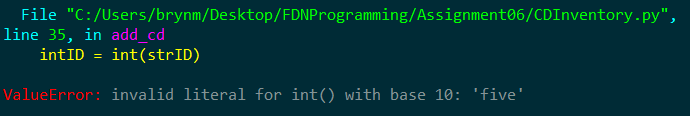 File "C:/Users/brynm/Desktop/FDNProgramming/Assignment06/CDInventory.py",
line 35, in add_cd
intID = int(strID)
ValueError: invalid literal for int() with base 10: 'five'